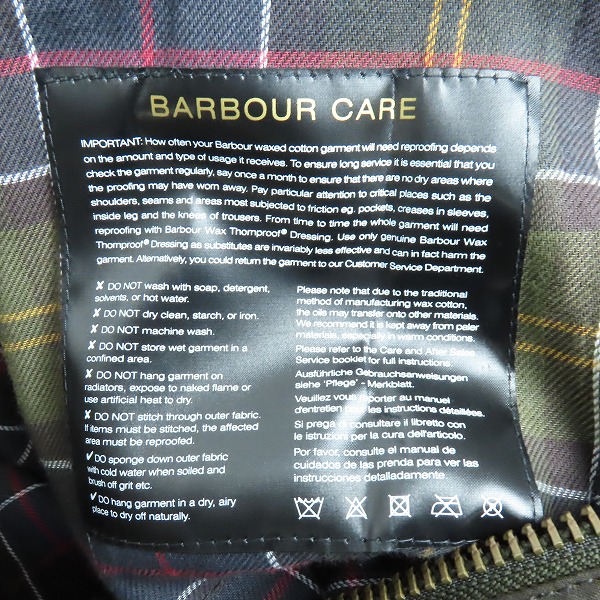 BARBOUR CARE
IMPORTANT: How often your Barbour waxed cotton garment will need reproofing depends
on the amount and type of usage it receives. To ensure long service it is essential that you
check the garment regularly, say once a month to ensure that there are no dry areas where
the proofing may have worn away. Pay particular attention to critical places such as the
shoulders, seams and areas most subjected to friction eg. pockets, creases in sleeves,
inside leg and the knees of trousers. From time to time the whole garment will need
reproofing with Barbour Wax Thornproof® Dressing. Use only genuine Barbour Wax
Thornproof® Dressing as substitutes are invariably less effective and can in fact harm the
garment. Alternatively, you could return the garment to our Customer Service Department.
✘ DO NOT wash with soap, detergent,
solvents, or hot water.
✘ DO NOT dry clean, starch, or iron.
✘ DO NOT machine wash.
✘ DO NOT store wet garment in a
confined area.
✘ DO NOT hang garment on
radiators, expose to naked flame or
use artificial heat to dry.
✘ DO NOT stitch through outer fabric.
If items must be stitched, the affected
area must be reproofed.
✓ DO sponge down outer fabric
with cold water when soiled and
brush off grit etc.
✓ DO hang garment in a dry, airy
place to dry off naturally.
Please note that due to the traditional
method of manufacturing wax cotton,
the oils may transfer onto other materials.
We recommend it is kept away from paler
materials, especially in warm conditions.
Please refer to the Care and After Sales
Service booklet for full instructions.
Ausführliche Gebrauchsanweisungen
siehe 'Pflege' - Merkblatt.
Veuillez vous reporter au manuel
d'entretien pour les instructions détaillées.
Si prega di consultare il libretto con
le istruzioni per la cura dell'articolo.
Por favor, consulte el manual de
cuidados de las prenda para ver las
instrucciones detalladamente.